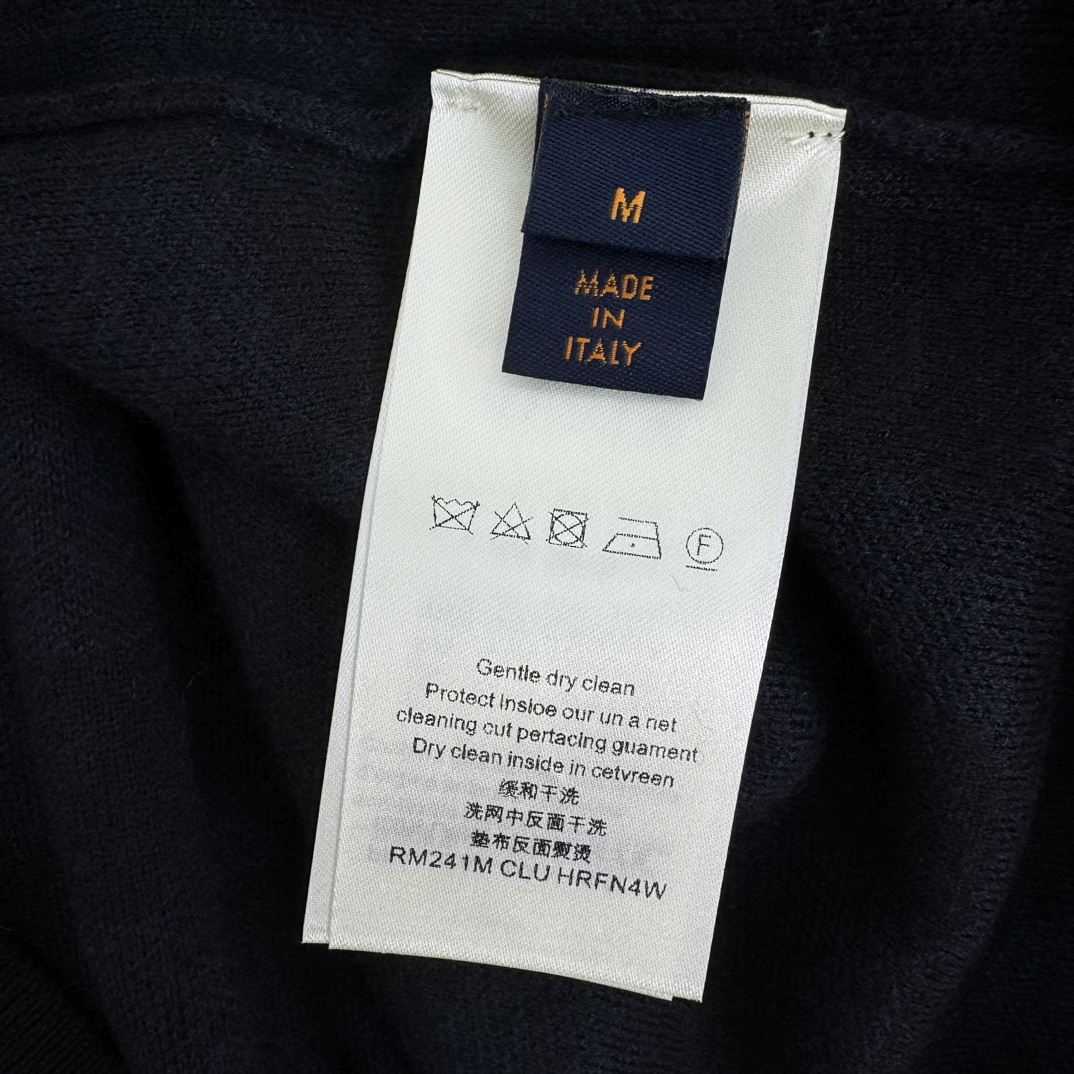 M
MADE
IN
ITALY
F
Gentle dry clean
Protect Insioe our un a net
cleaning cut pertacing guament
Dry clean inside in cetvreen
缓和干洗
洗网中反面干洗
垫布反面熨烫
RM241M CLU HRFN4W